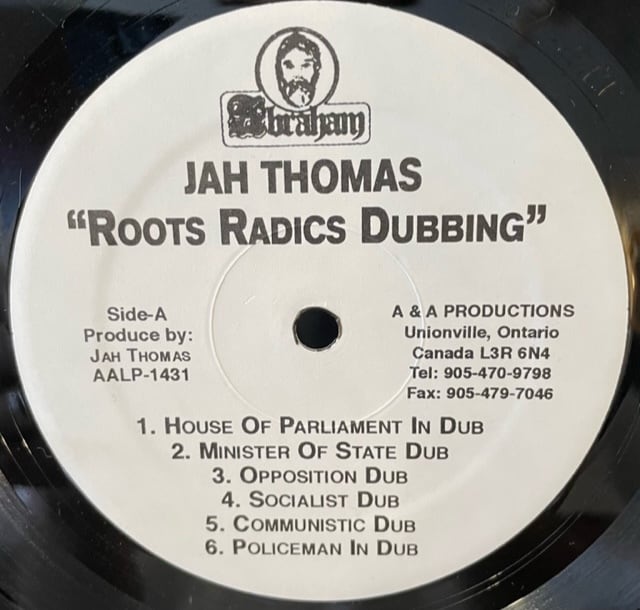 Abraham
JAH THOMAS
“ROOTS RADICS DUBBING”
Side-A
Produce by:
JAH THOMAS
AALP-1431
A & A PRODUCTIONS
Unionville, Ontario
Canada L3R 6N4
Tel: 905-470-9798
Fax: 905-479-7046
1. HOUSE OF PARLIAMENT IN DUB
2. MINISTER OF STATE DUB
3. OPPOSITION DUB
4. SOCIALIST DUB
5. COMMUNISTIC DUB
6. POLICEMAN IN DUB